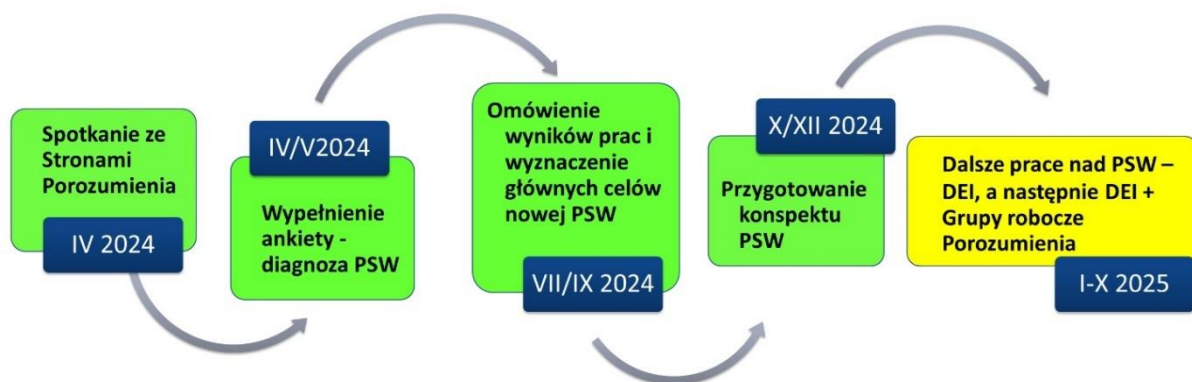 Spotkanie ze
Stronami
Porozumienia
IV 2024
IV/V2024
Wypełnienie
ankiety -
diagnoza PSW
Omówienie
wyników prac i
wyznaczenie
głównych celów
nowej PSW
VII/IX 2024
X/XII 2024
Przygotowanie
konspektu
PSW
Dalsze prace nad PSW –
DEI, a następnie DEI +
Grupy robocze
Porozumienia
I-X 2025